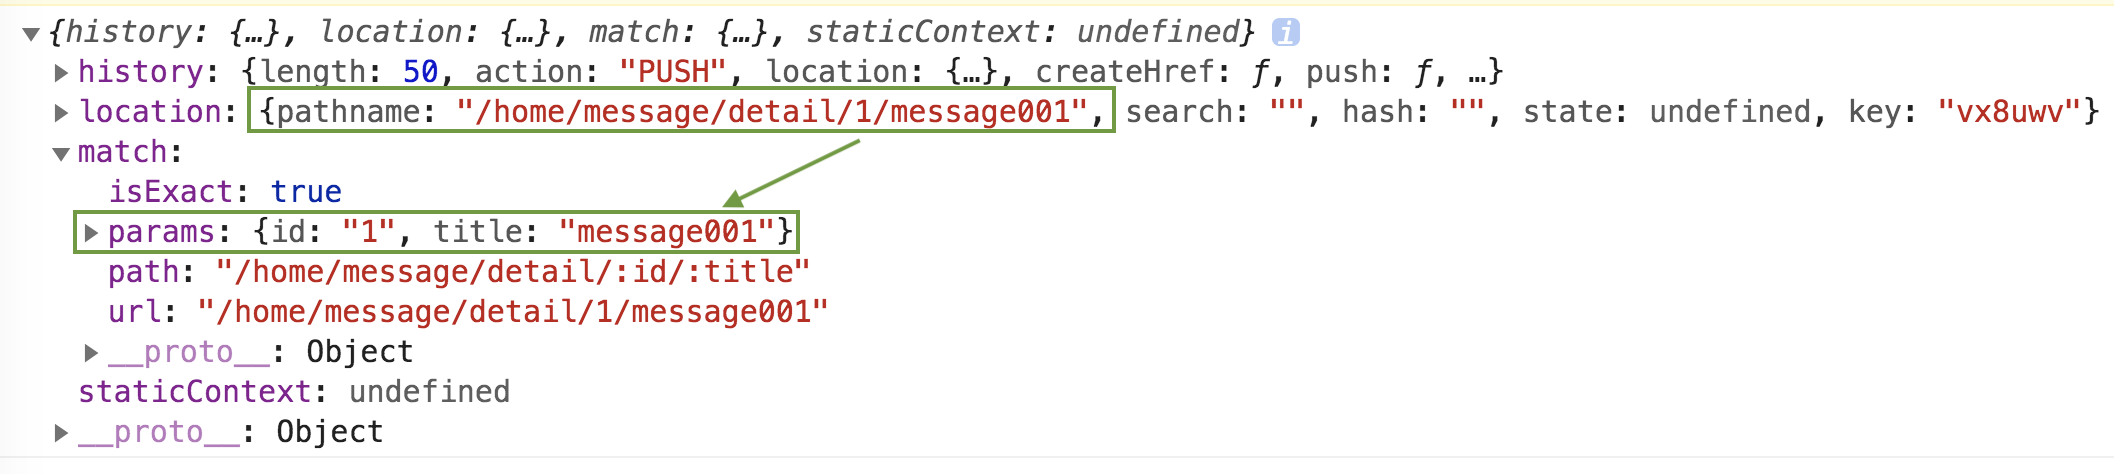 {history: {…}, location: {…}, match: {…}, staticContext: undefined} i
history: {length: 50, action: "PUSH", location: {…}, createHref: ƒ, push: ƒ, …}
location: {pathname: "/home/message/detail/1/message001", search: "", hash: "", state: undefined, key: "vx8uwv"}
match:
isExact: true
params: {id: "1", title: "message001"}
path: "/home/message/detail/:id/:title"
url: "/home/message/detail/1/message001"
__proto__: Object
staticContext: undefined
__proto__: Object